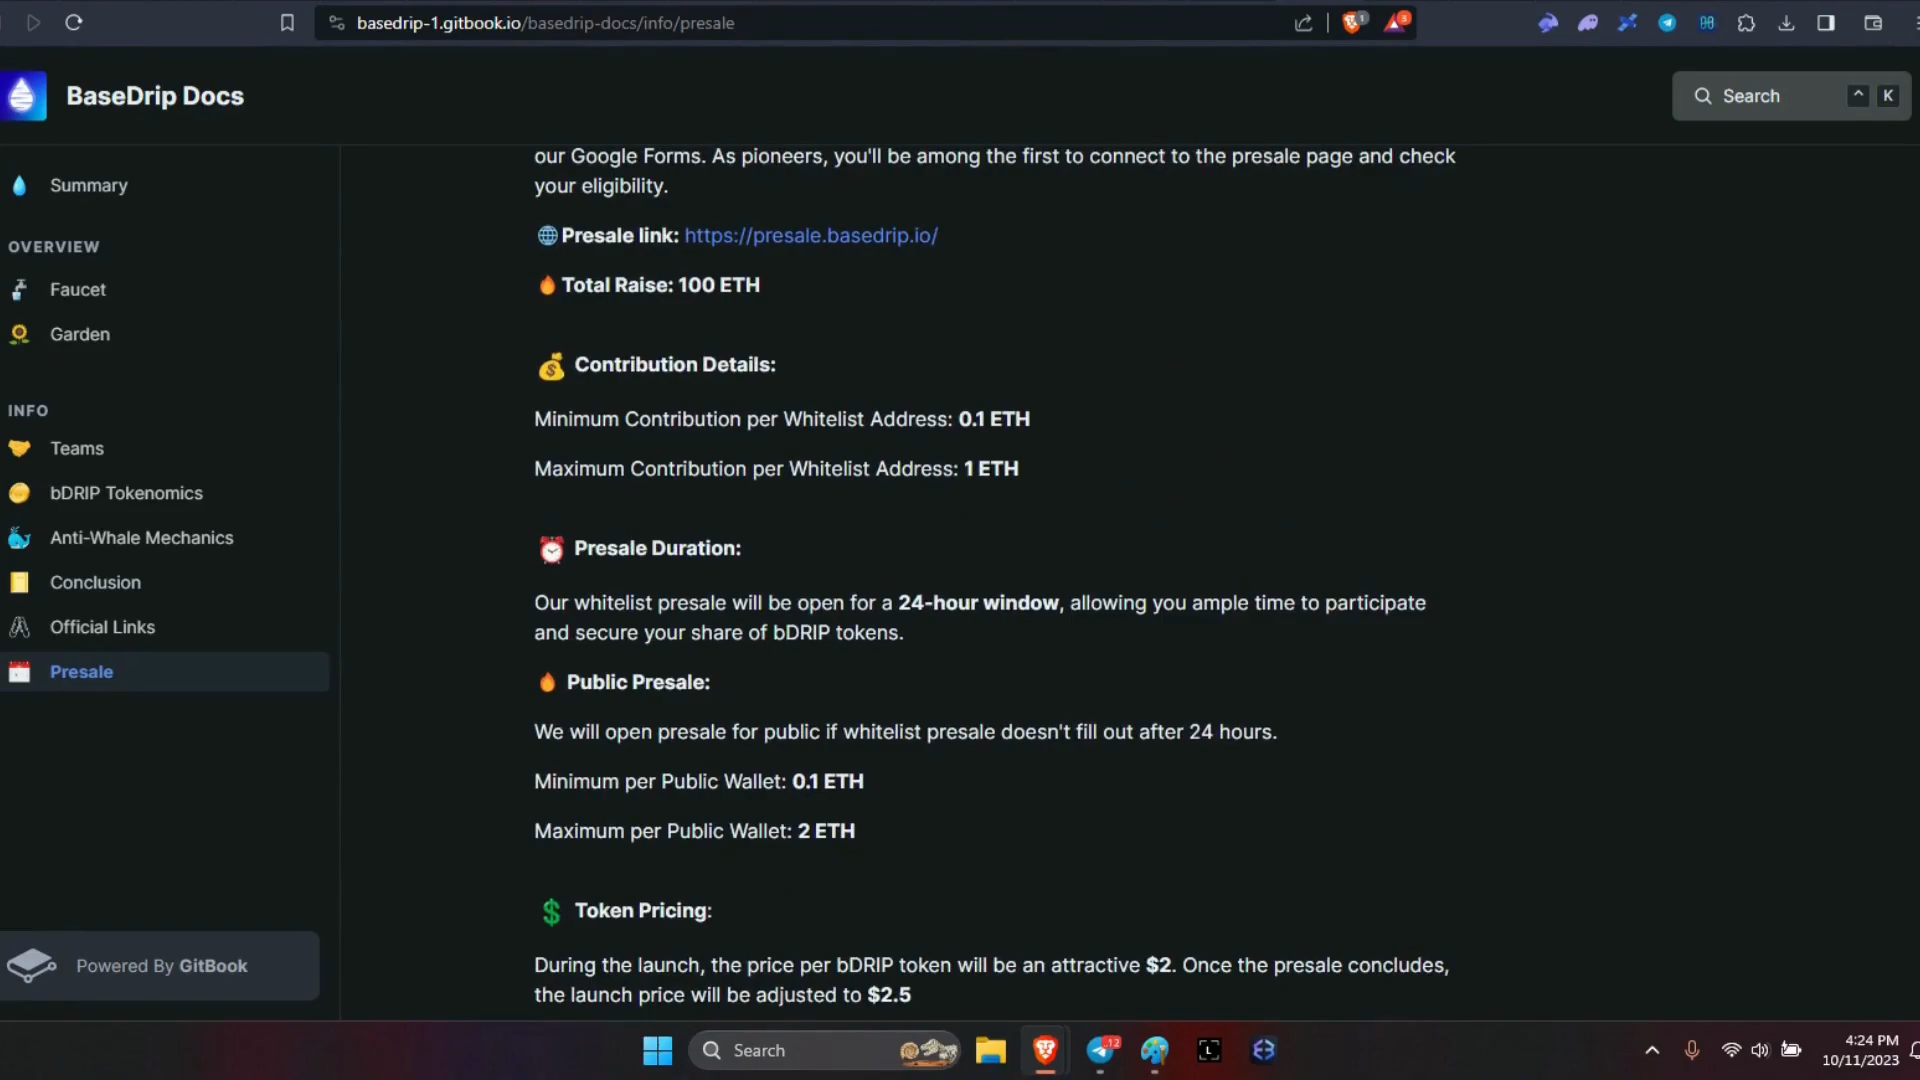 basedrip-1.gitbook.io/basedrip-docs/info/presale
1
3
BaseDrip Docs
Search
^ K
Summary
OVERVIEW
Faucet
Garden
INFO
Teams
bDRIP Tokenomics
Anti-Whale Mechanics
Conclusion
Official Links
Presale
Powered By GitBook
our Google Forms. As pioneers, you'll be among the first to connect to the presale page and check
your eligibility.
Presale link: https://presale.basedrip.io/
Total Raise: 100 ETH
Contribution Details:
Minimum Contribution per Whitelist Address: 0.1 ETH
Maximum Contribution per Whitelist Address: 1 ETH
Presale Duration:
Our whitelist presale will be open for a 24-hour window, allowing you ample time to participate
and secure your share of bDRIP tokens.
Public Presale:
We will open presale for public if whitelist presale doesn't fill out after 24 hours.
Minimum per Public Wallet: 0.1 ETH
Maximum per Public Wallet: 2 ETH
Token Pricing:
During the launch, the price per bDRIP token will be an attractive $2. Once the presale concludes,
the launch price will be adjusted to $2.5
Search
12
L
4:24 PM
10/11/2023